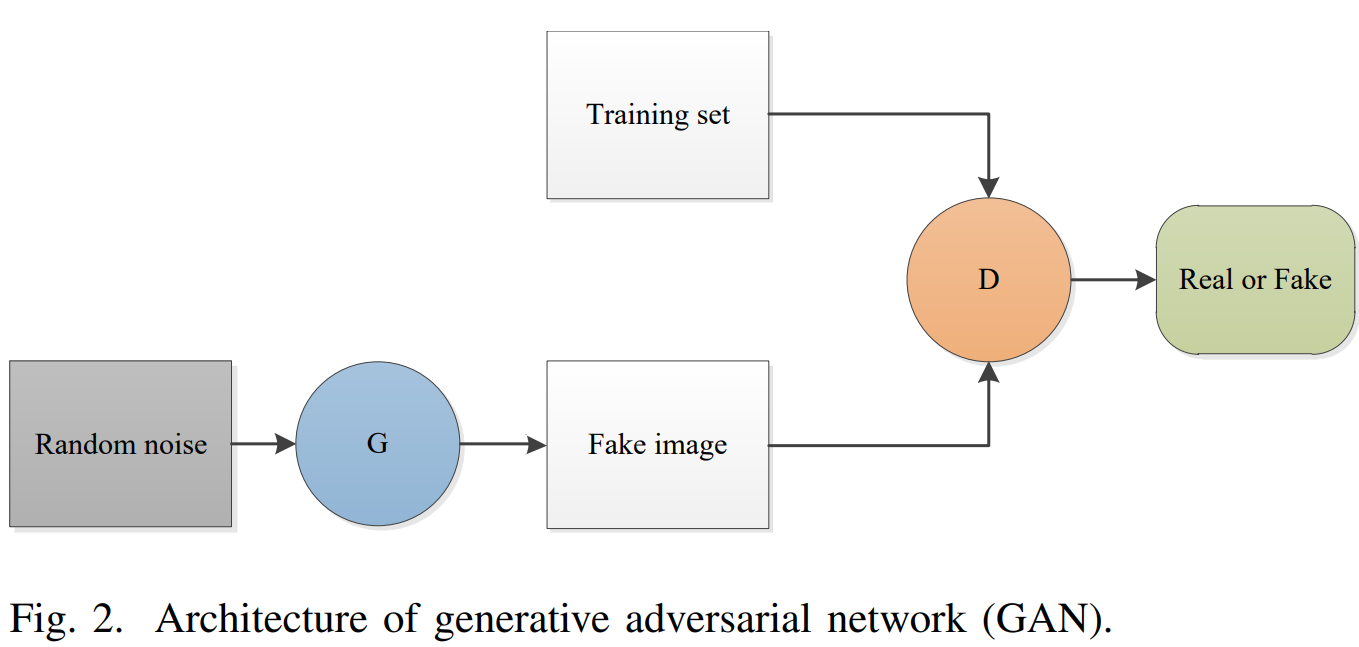 Training set
D
Real or Fake
Random noise
G
Fake image
Fig. 2. Architecture of generative adversarial network (GAN).